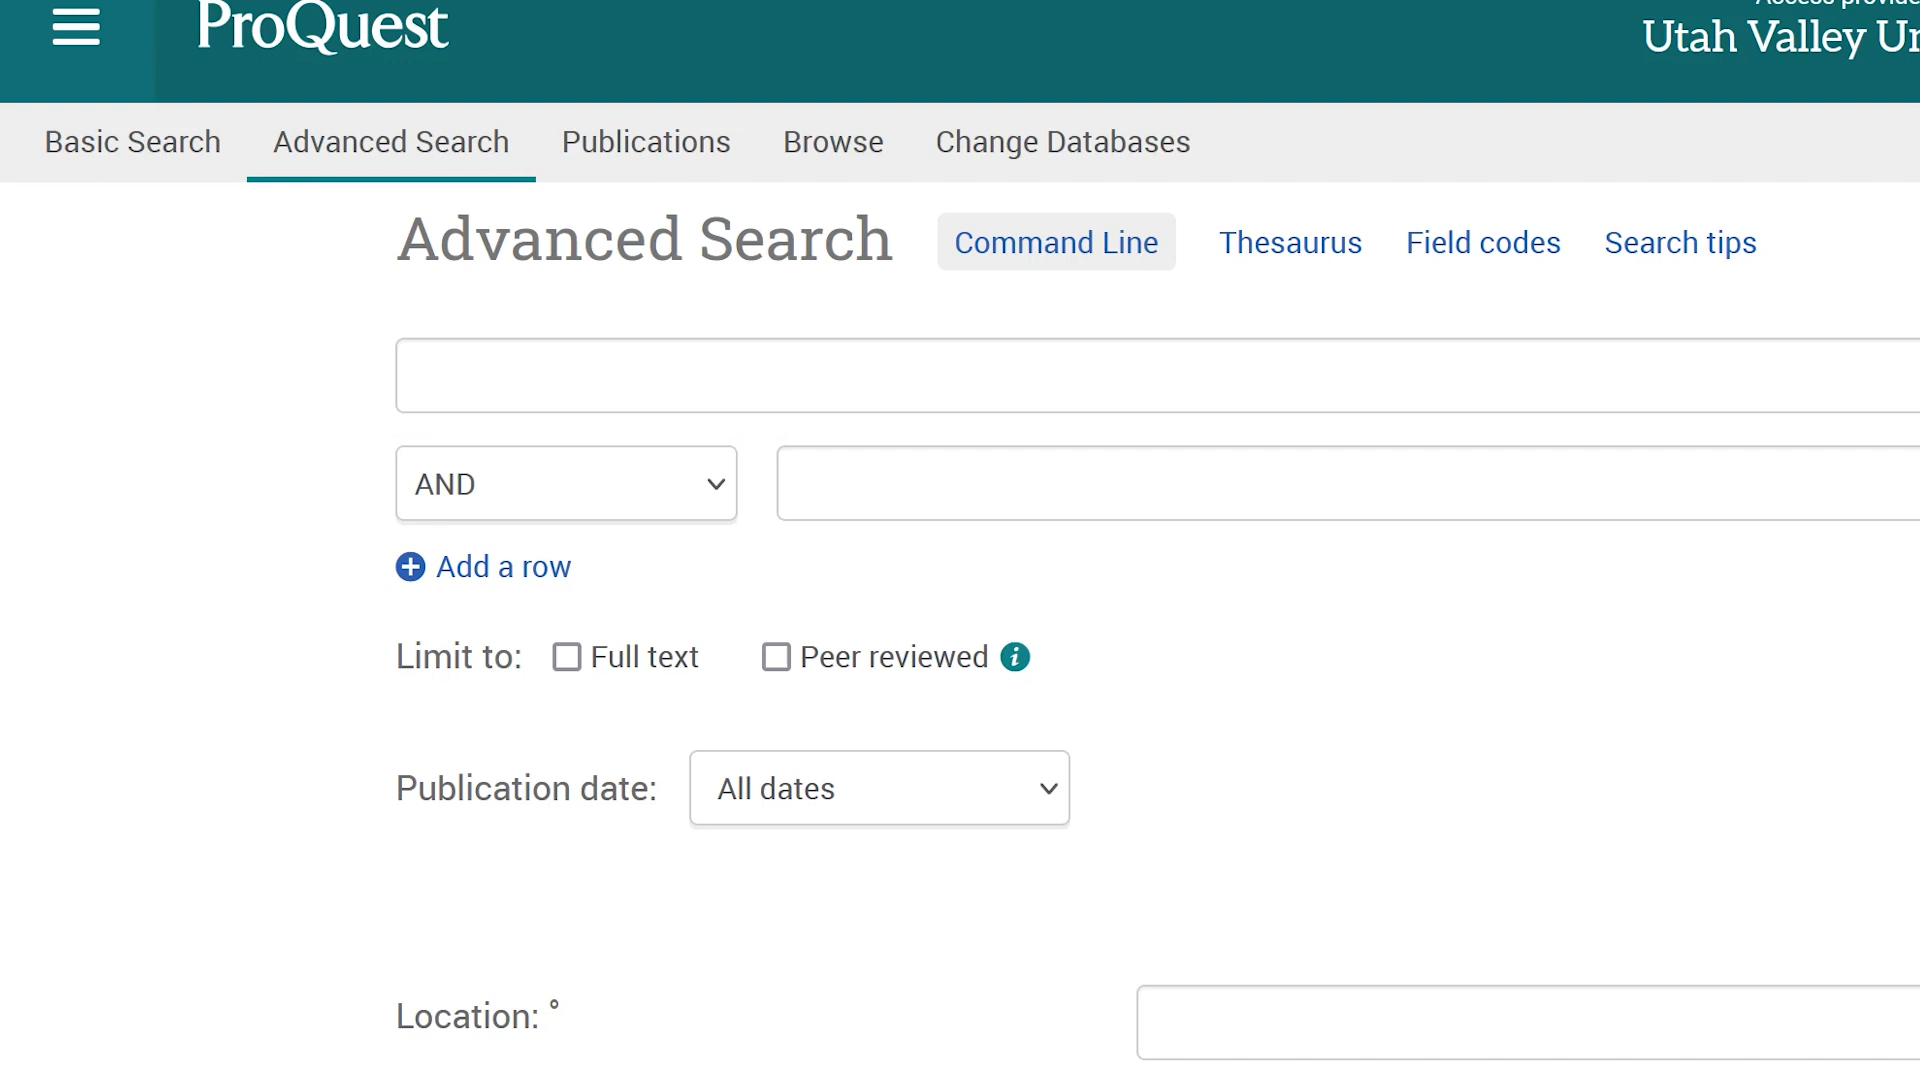 ProQuest
Utah Valley
Basic Search Advanced Search Publications Browse Change Databases
Advanced Search Command Line Thesaurus Field codes Search tips
AND
Add a row
Limit to: Full text Peer reviewed
Publication date: All dates
Location: °